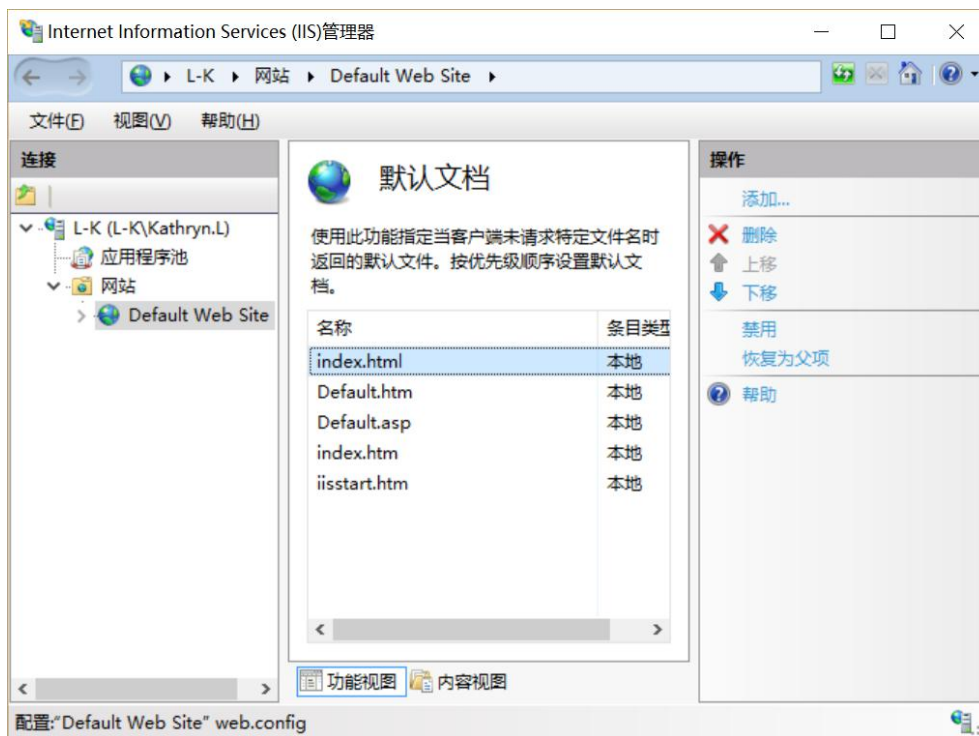 Internet Information Services (IIS)管理器
L-K 网站 Default Web Site
文件(F) 视图(V) 帮助(H)
连接
L-K (L-K\Kathryn.L)
应用程序池
网站
Default Web Site
默认文档
使用此功能指定当客户端未请求特定文件名时
返回的默认文件。按优先级顺序设置默认文
档。
名称 条目类型
index.html 本地
Default.htm 本地
Default.asp 本地
index.htm 本地
iisstart.htm 本地
功能视图 内容视图
操作
添加...
删除
上移
下移
禁用
恢复为父项
帮助
配置:"Default Web Site" web.config